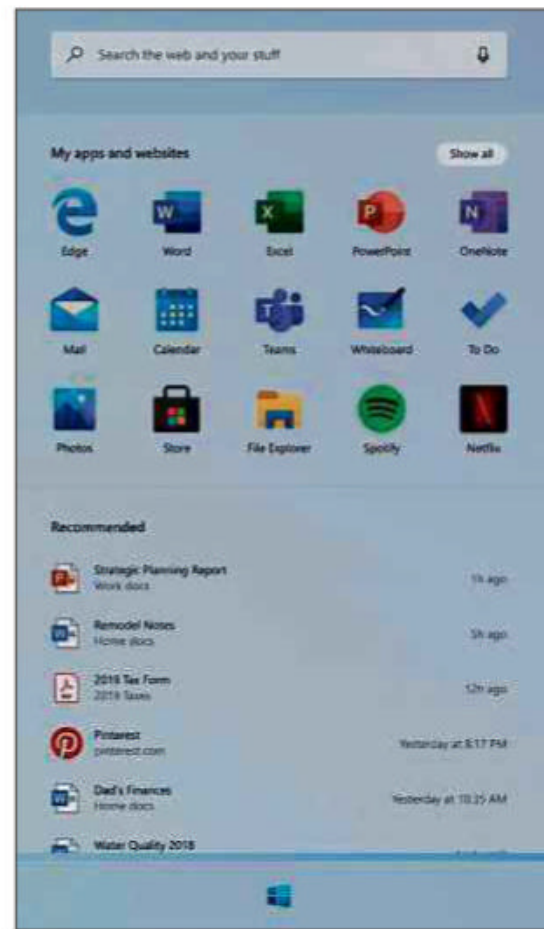 Search the web and your stuff
My apps and websites Show all
Edge Word Excel PowerPoint OneNote
Mail Calendar Teams Whiteboard To Do
Photos Store File Explorer Spotify Netflix
Recommended
Strategic Planning Report
Work docs 1h ago
Remodel Notes
Home docs 5h ago
2019 Tax Form
2019 Taxes 12h ago
Pinterest
pinterest.com Yesterday at 8:17 PM
Dad's Finances
Home docs Yesterday at 10:35 AM
Water Quality 2018